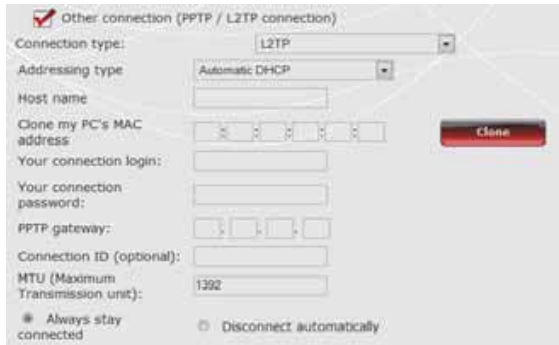 Other connection (PPTP / L2TP connection)
Connection type: L2TP
Addressing type Automatic DHCP
Host name
Clone my PC's MAC
address
Clone
Your connection login:
Your connection
password:
PPTP gateway:
Connection ID (optional):
MTU (Maximum
Transmission unit): 1392
Always stay
connected
Disconnect automatically